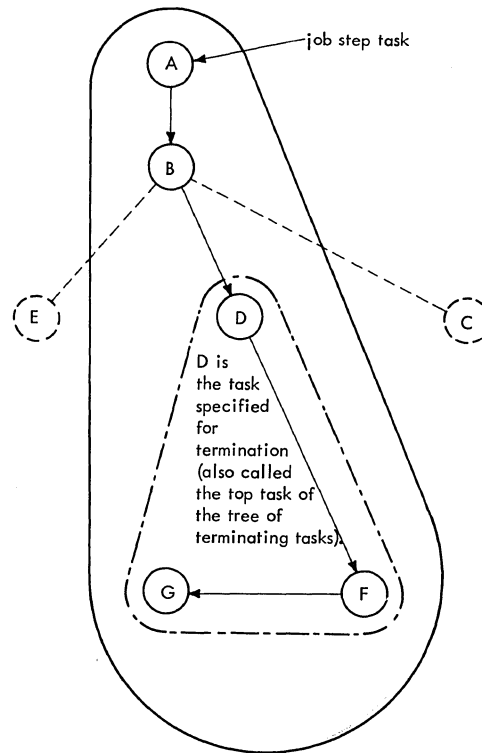 job step task
A
B
E
C
D
D is
the task
specified
for
termination
(also called
the top task of
the tree of
terminating tasks).
G
F